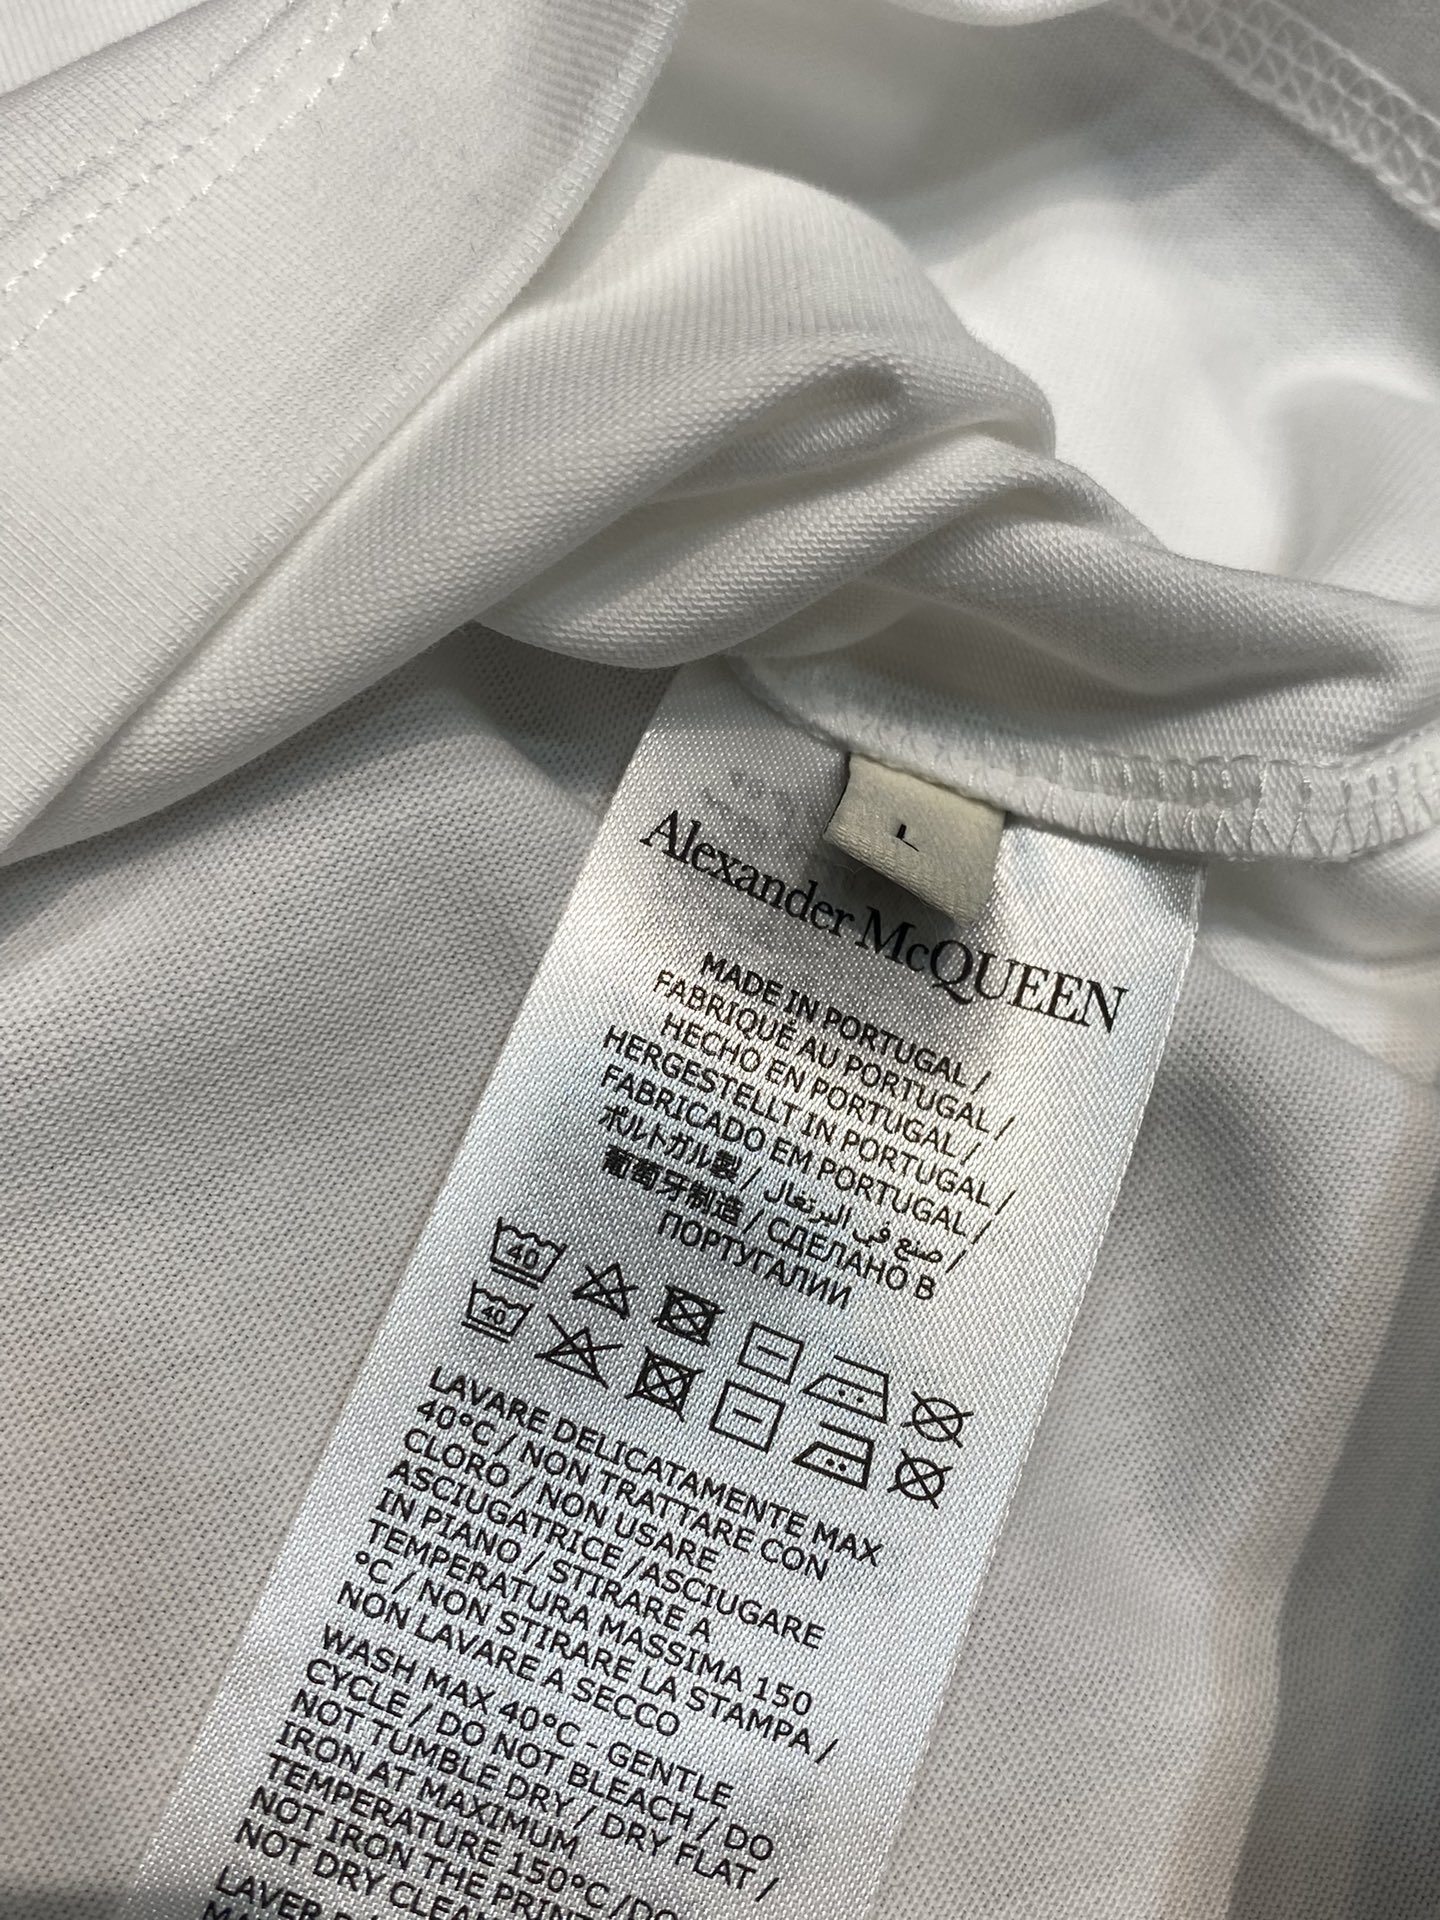 L
Alexander McQUEEN
MADE IN PORTUGAL /
FABRIQUÉ AU PORTUGAL /
HECHO EN PORTUGAL /
HERGESTELLT IN PORTUGAL /
FABRICADO EM PORTUGAL /
ポルトガル製 / صنع في البرتغال /
葡萄牙制造 / СДЕЛАНО В
ПОРТУГАЛИИ
40
40
LAVARE DELICATAMENTE MAX
40°C / NON TRATTARE CON
CLORO / NON USARE
ASCIUGATRICE /ASCIUGARE
IN PIANO / STIRARE A
TEMPERATURA MASSIMA 150
°C / NON STIRARE LA STAMPA /
NON LAVARE A SECCO
WASH MAX 40°C - GENTLE
CYCLE / DO NOT BLEACH / DO
NOT TUMBLE DRY / DRY FLAT /
IRON AT MAXIMUM
TEMPERATURE 150°C /DO
NOT IRON THE PRINT
NOT DRY CLEAN
LAVER